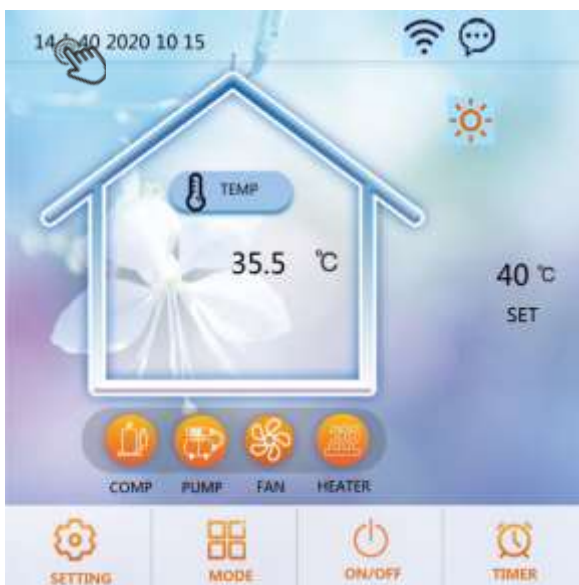 14 40 2020 10 15
TEMP
35.5 ℃
40 ℃
SET
COMP PUMP FAN HEATER
SETTING MODE ON/OFF TIMER